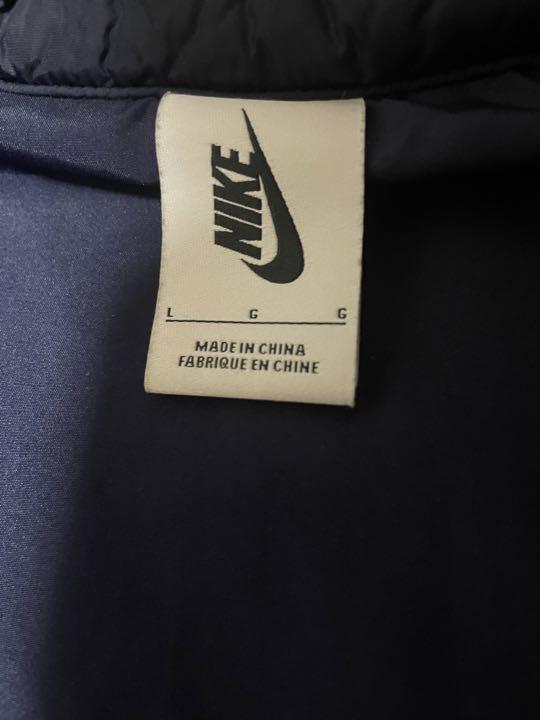 NIKE
L G G
MADE IN CHINA
FABRIQUE EN CHINE